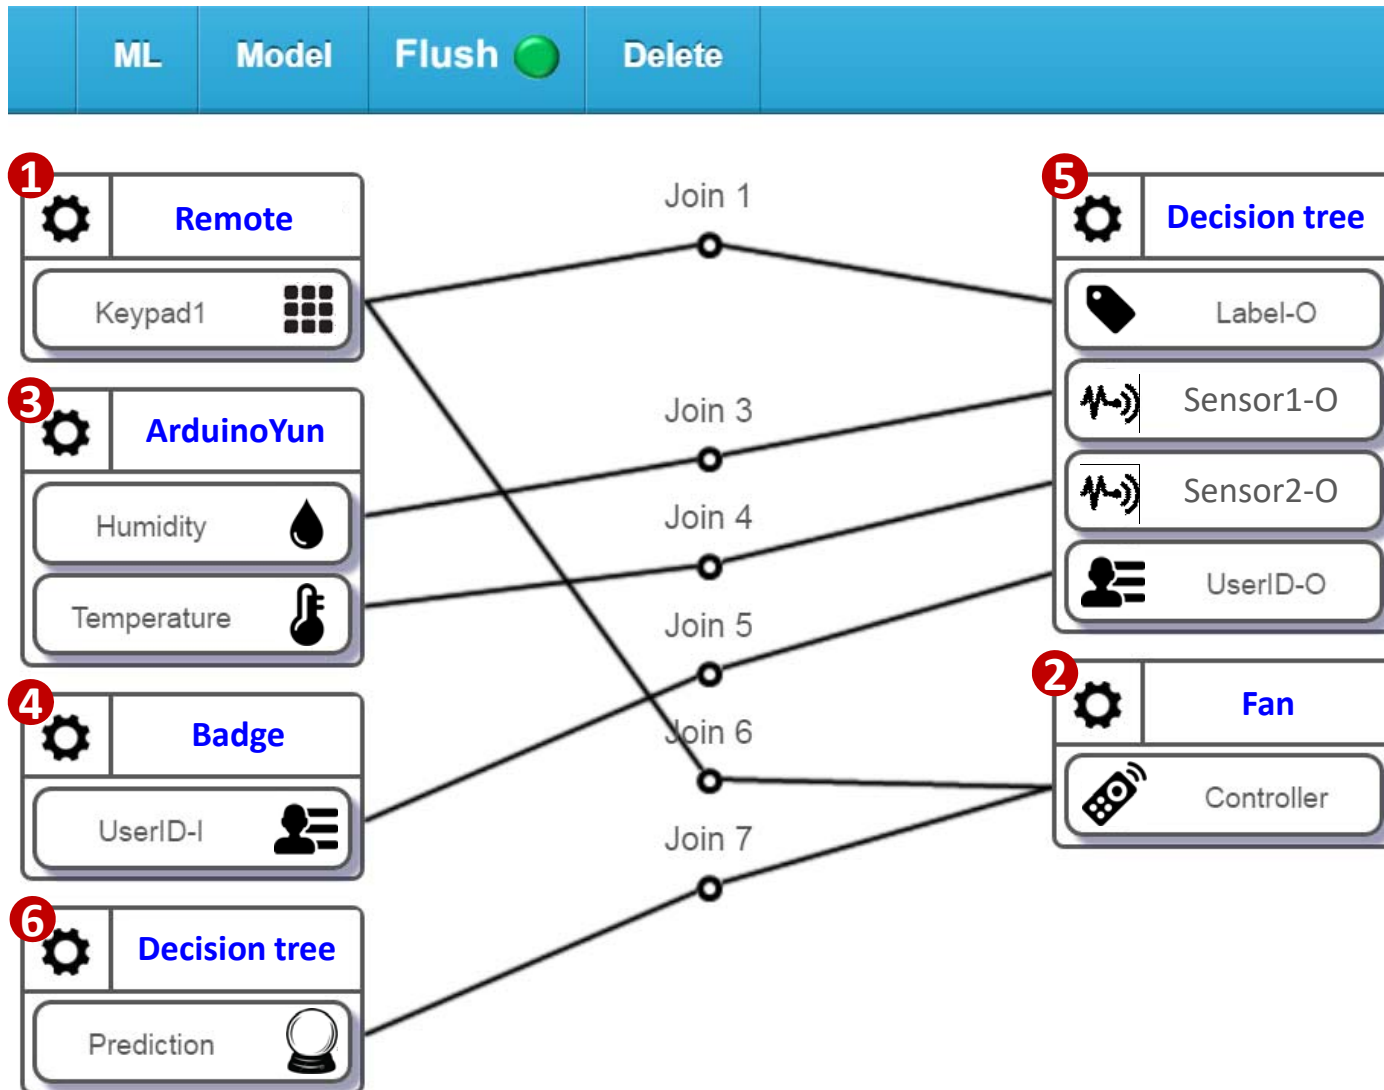 ML Model Flush Delete
1
Remote
Keypad1
3
ArduinoYun
Humidity
Temperature
4
Badge
UserID-I
6
Decision tree
Prediction
Join 1
Join 3
Join 4
Join 5
Join 6
Join 7
5
Decision tree
Label-O
Sensor1-O
Sensor2-O
UserID-O
2
Fan
Controller